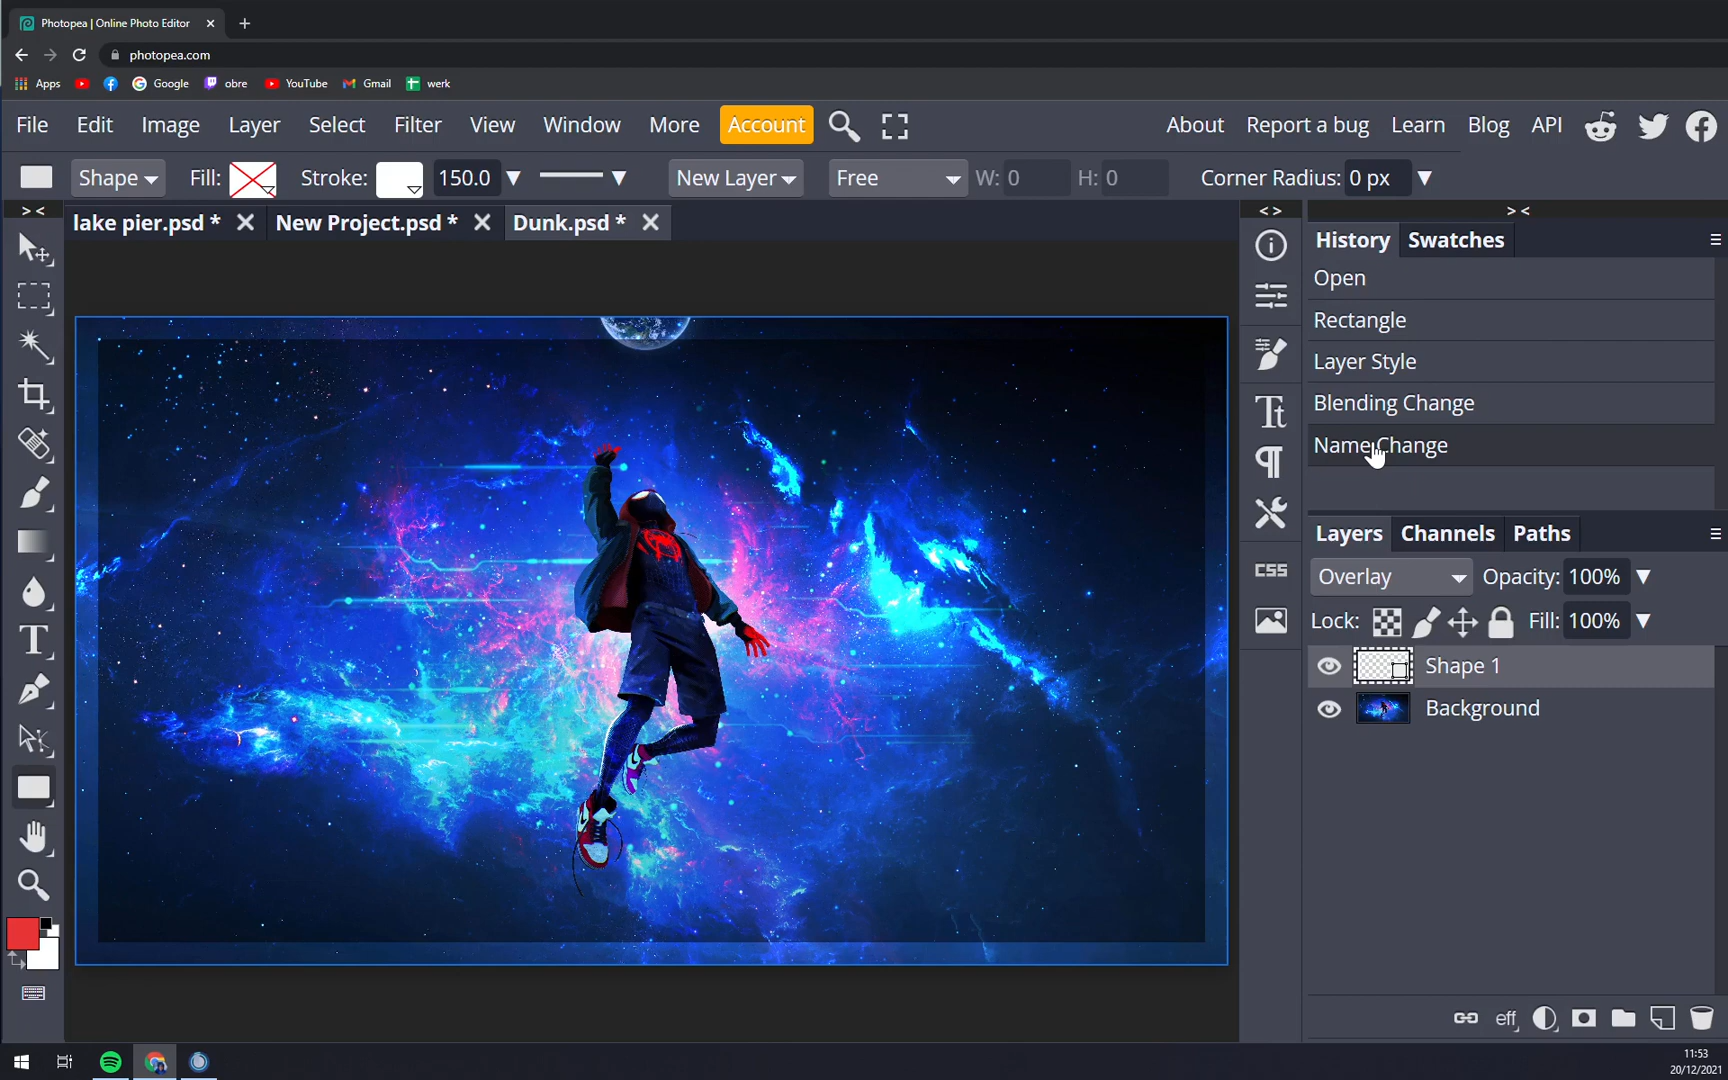 Photopea | Online Photo Editor
photopea.com
Apps Google obre YouTube Gmail werk
File Edit Image Layer Select Filter View Window More Account About Report a bug Learn Blog API
Shape Fill: Stroke: 150.0 New Layer Free W: 0 H: 0 Corner Radius: 0 px
> < lake pier.psd * New Project.psd * Dunk.psd * < > > <
History Swatches
Open
Rectangle
Layer Style
Blending Change
Name Change
CSS
Layers Channels Paths
Overlay Opacity: 100%
Lock: Fill: 100%
Shape 1
Background
eff
11:53
20/12/2021